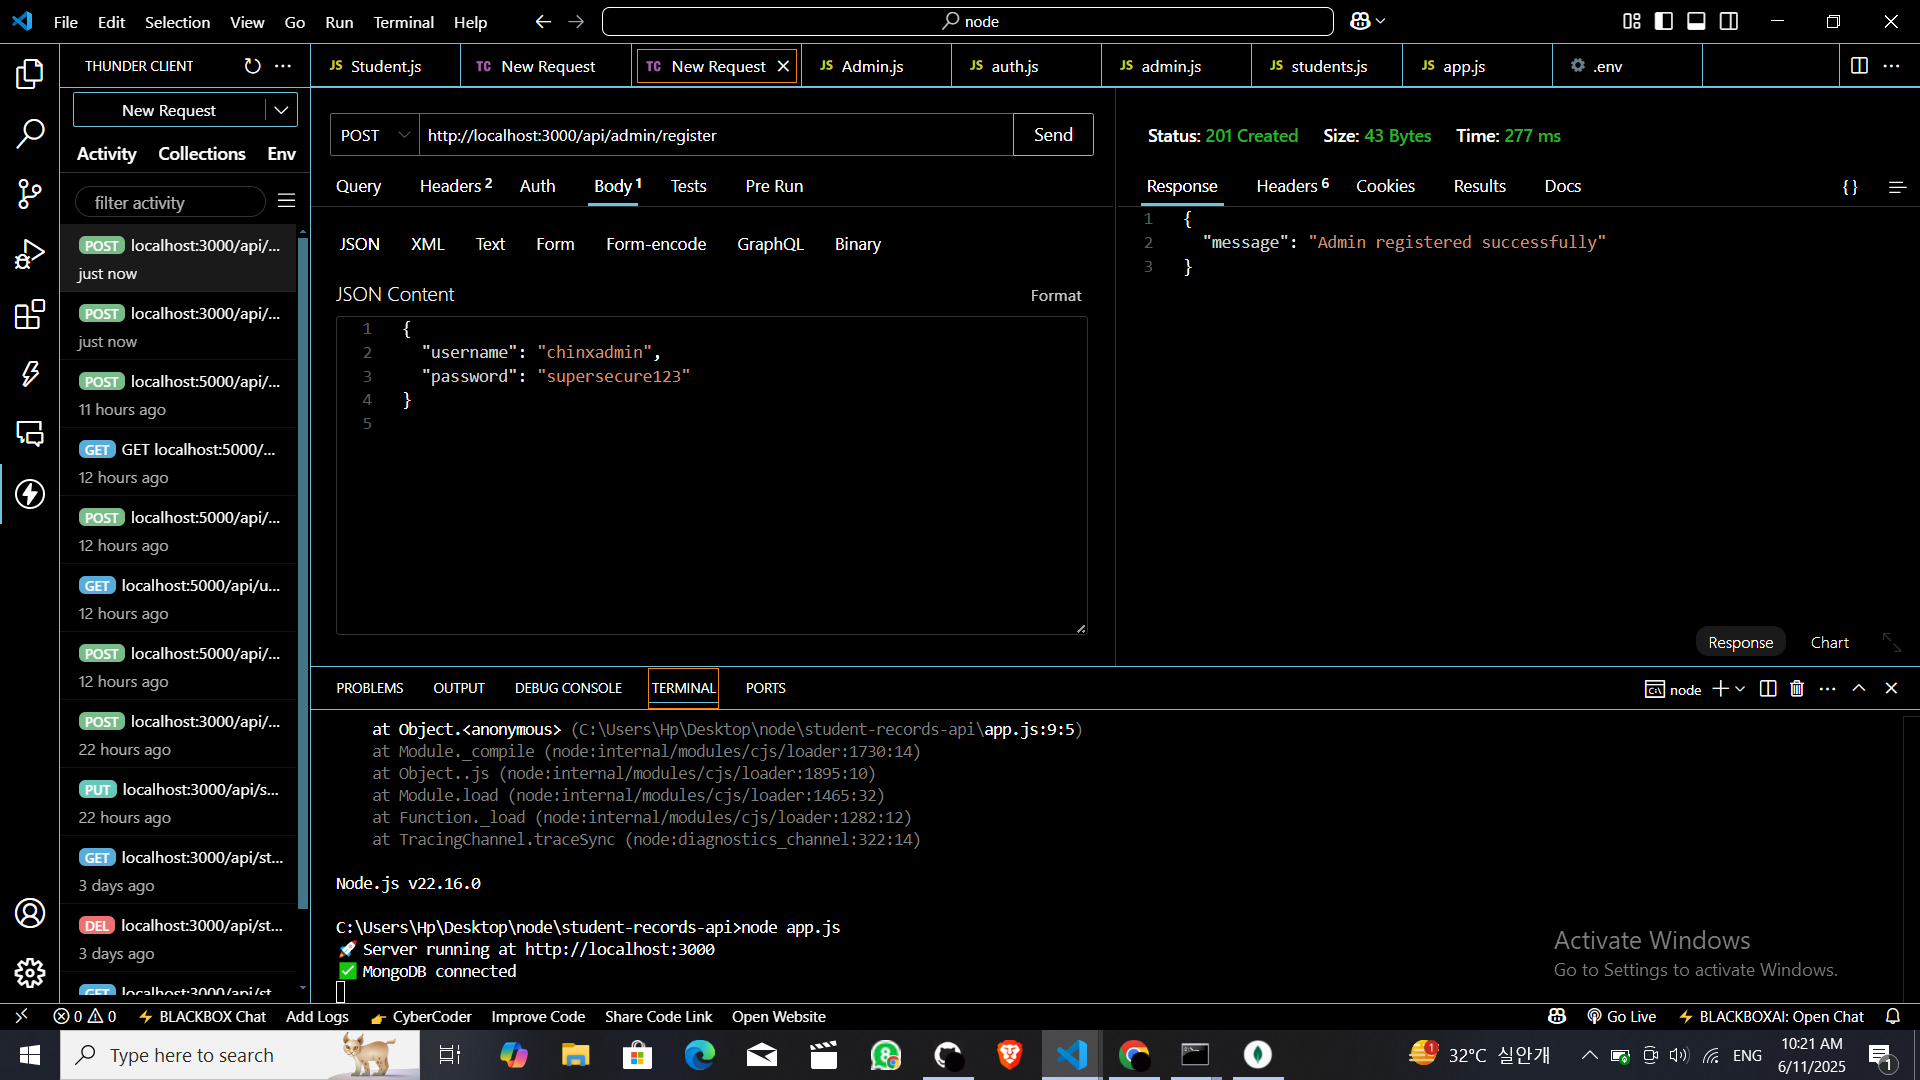 File Edit Selection View Go Run Terminal Help
node
THUNDER CLIENT
JS Student.js
TC New Request
TC New Request
JS Admin.js
JS auth.js
JS admin.js
JS students.js
JS app.js
.env
New Request
Activity Collections Env
filter activity
POST localhost:3000/api/...
just now
POST localhost:3000/api/...
just now
POST localhost:5000/api/...
11 hours ago
GET GET localhost:5000/...
12 hours ago
POST localhost:5000/api/...
12 hours ago
GET localhost:5000/api/u...
12 hours ago
POST localhost:5000/api/...
12 hours ago
POST localhost:3000/api/...
22 hours ago
PUT localhost:3000/api/s...
22 hours ago
GET localhost:3000/api/st...
3 days ago
DEL localhost:3000/api/st...
3 days ago
GET localhost:3000/api/st...
POST http://localhost:3000/api/admin/register Send
Query Headers 2 Auth Body 1 Tests Pre Run
JSON XML Text Form Form-encode GraphQL Binary
JSON Content Format
1 {
2 "username": "chinxadmin",
3 "password": "supersecure123"
4 }
5
Status: 201 Created Size: 43 Bytes Time: 277 ms
Response Headers 6 Cookies Results Docs {}
1 {
2 "message": "Admin registered successfully"
3 }
Response Chart
PROBLEMS OUTPUT DEBUG CONSOLE TERMINAL PORTS
node
at Object.<anonymous> (C:\Users\Hp\Desktop\node\student-records-api\app.js:9:5)
at Module._compile (node:internal/modules/cjs/loader:1730:14)
at Object..js (node:internal/modules/cjs/loader:1895:10)
at Module.load (node:internal/modules/cjs/loader:1465:32)
at Function._load (node:internal/modules/cjs/loader:1282:12)
at TracingChannel.traceSync (node:diagnostics_channel:322:14)
Node.js v22.16.0
C:\Users\Hp\Desktop\node\student-records-api>node app.js
🚀 Server running at http://localhost:3000
✅ MongoDB connected
Activate Windows
Go to Settings to activate Windows.
0 0 BLACKBOX Chat Add Logs CyberCoder Improve Code Share Code Link Open Website
Go Live BLACKBOXAI: Open Chat
Type here to search
8
1
32°C 실안개
ENG
10:21 AM
6/11/2025
1